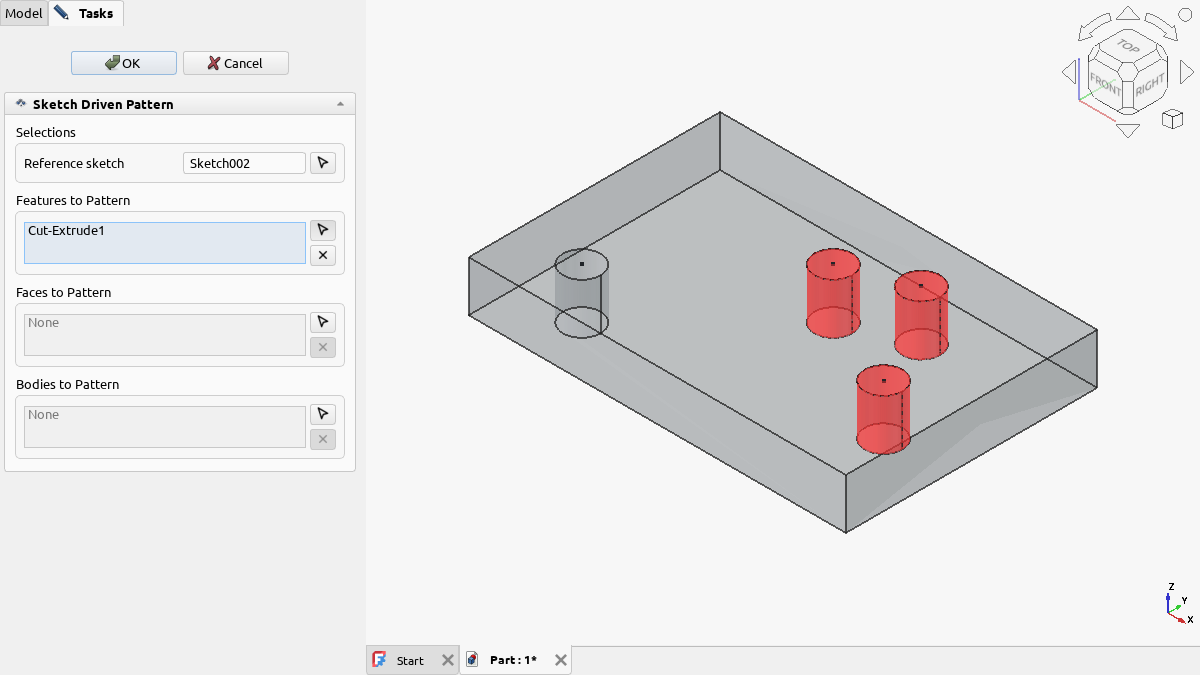 Model
Tasks
OK
Cancel
Sketch Driven Pattern
Selections
Reference sketch
Sketch002
Features to Pattern
Cut-Extrude1
Faces to Pattern
None
Bodies to Pattern
None
TOP
FRONT
RIGHT
Z
Y
X
Start
Part : 1*